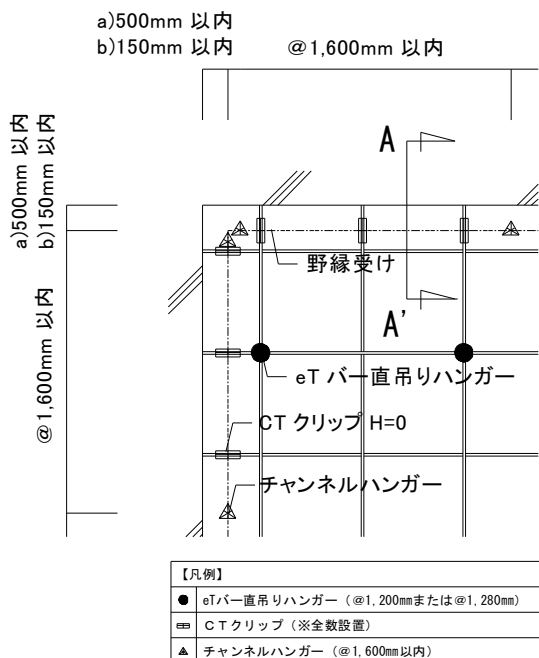 a)500mm 以内
b)150mm 以内
@1,600mm 以内
a)500mm 以内
b)150mm 以内
@1,600mm 以内
A
野縁受け
A'
eT バー直吊りハンガー
CT クリップ H=0
チャンネルハンガー
【凡例】
eTバー直吊りハンガー（@1,200mmまたは@1,280mm）
ＣＴクリップ（※全数設置）
チャンネルハンガー（@1,600mm以内）